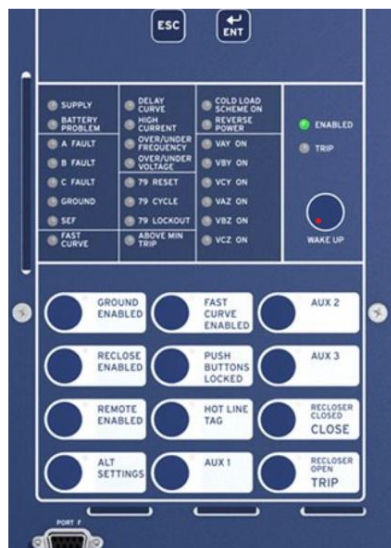 ESC
ENT
SUPPLY
BATTERY
PROBLEM
A FAULT
B FAULT
C FAULT
GROUND
SEF
FAST
CURVE
DELAY
CURVE
HIGH
CURRENT
OVER/UNDER
FREQUENCY
OVER/UNDER
VOLTAGE
79 RESET
79 CYCLE
79 LOCKOUT
ABOVE MIN
TRIP
COLD LOAD
SCHEME ON
REVERSE
POWER
VAY ON
VBY ON
VCY ON
VAZ ON
VBZ ON
VCZ ON
ENABLED
TRIP
WAKE UP
GROUND
ENABLED
FAST
CURVE
ENABLED
AUX 2
RECLOSE
ENABLED
PUSH
BUTTONS
LOCKED
AUX 3
REMOTE
ENABLED
HOT LINE
TAG
RECLOSER
CLOSED
CLOSE
ALT
SETTINGS
AUX 1
RECLOSER
OPEN
TRIP
PORT F